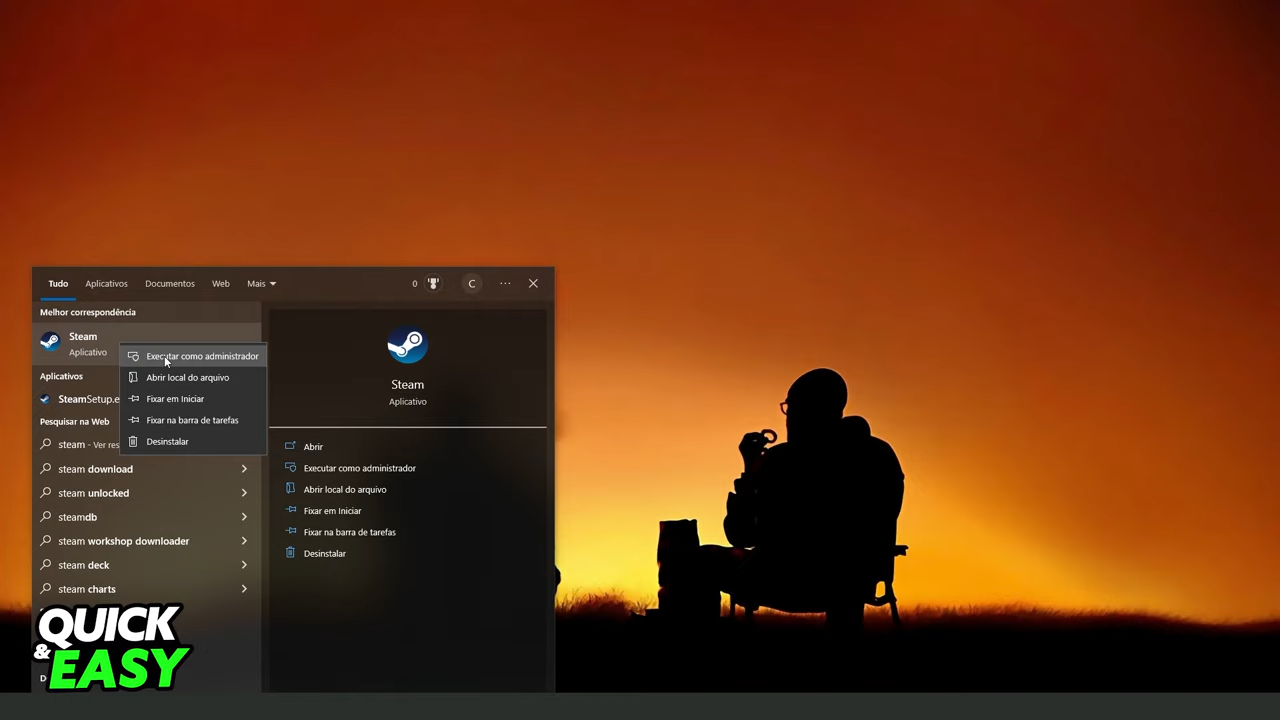 Tudo Aplicativos Documentos Web Mais 0 C ...
Melhor correspondência
Steam
Aplicativo
Aplicativos
SteamSetup.e
Pesquisar na Web
steam - Ver res
steam download
steam unlocked
steamdb
steam workshop downloader
steam deck
steam charts
D
Executar como administrador
Abrir local do arquivo
Fixar em Iniciar
Fixar na barra de tarefas
Desinstalar
Steam
Aplicativo
Abrir
Executar como administrador
Abrir local do arquivo
Fixar em Iniciar
Fixar na barra de tarefas
Desinstalar
QUICK
& EASY